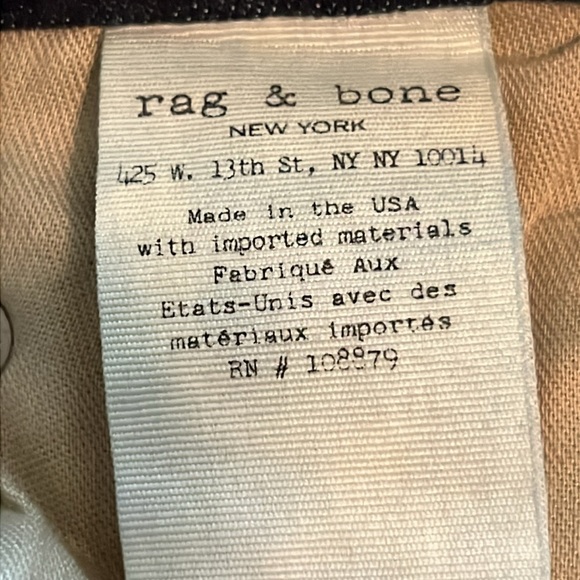 rag & bone
NEW YORK
425 W. 13th St, NY NY 10014
Made in the USA
with imported materials
Fabriqué Aux
Etats-Unis avec des
matériaux importés
RN # 108879